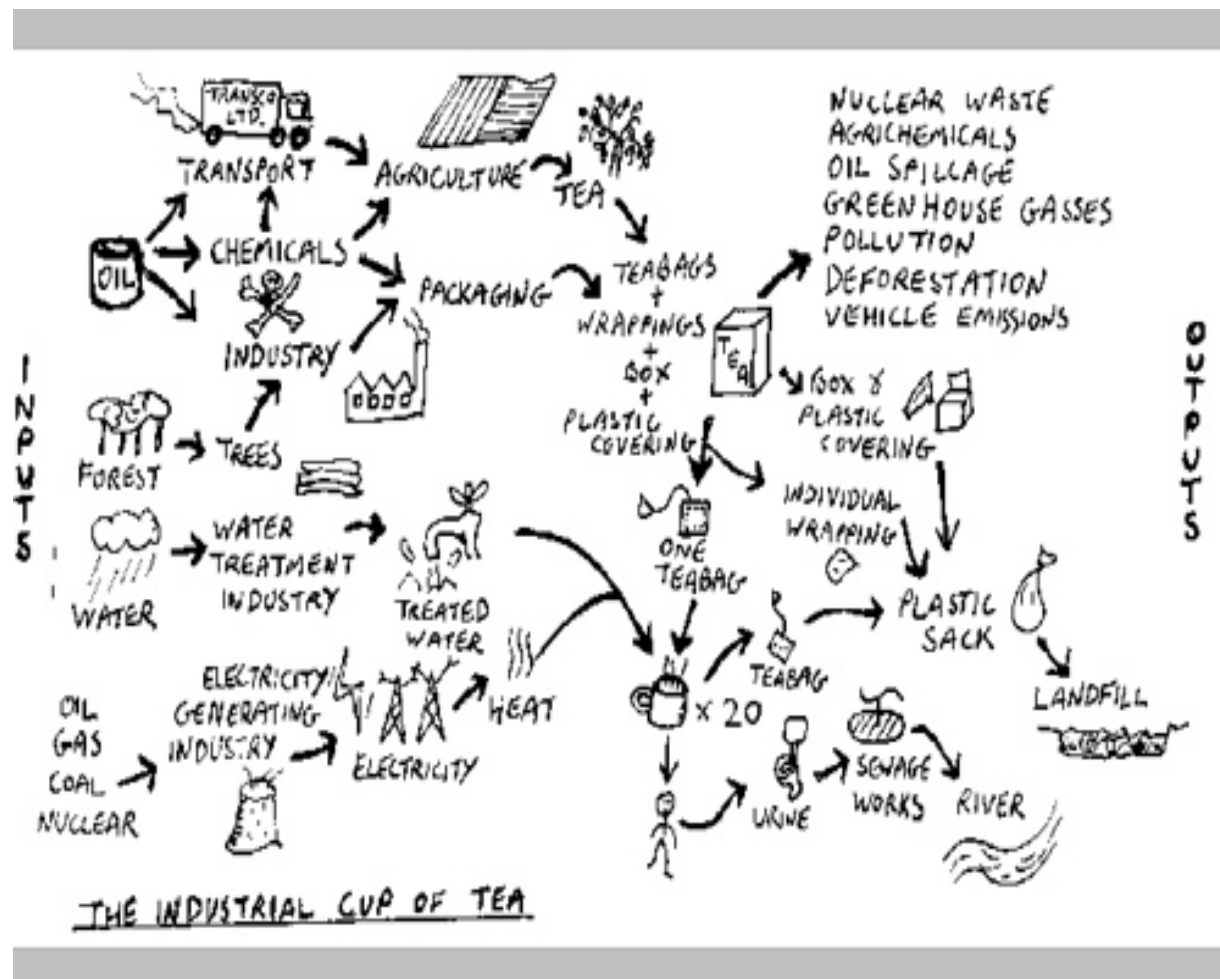 TRANSCO
LTD.
TRANSPORT
AGRICULTURE
TEA
NUCLEAR WASTE
AGRICHEMICALS
OIL SPILLAGE
GREENHOUSE GASSES
POLLUTION
DEFORESTATION
VEHICLE EMISSIONS
OIL
CHEMICALS
PACKAGING
TEABAGS
+
WRAPPINGS
+
BOX
+
PLASTIC
COVERING
TEA
BOX &
PLASTIC
COVERING
INPUTS
OUTPUTS
INDUSTRY
FOREST
TREES
INDIVIDUAL
WRAPPING
ONE
TEABAG
WATER
WATER
TREATMENT
INDUSTRY
TREATED
WATER
PLASTIC
SACK
TEABAG
LANDFILL
OIL
GAS
COAL
NUCLEAR
ELECTRICITY
GENERATING
INDUSTRY
ELECTRICITY
HEAT
x 20
URINE
SEWAGE
WORKS
RIVER
THE INDUSTRIAL CUP OF TEA